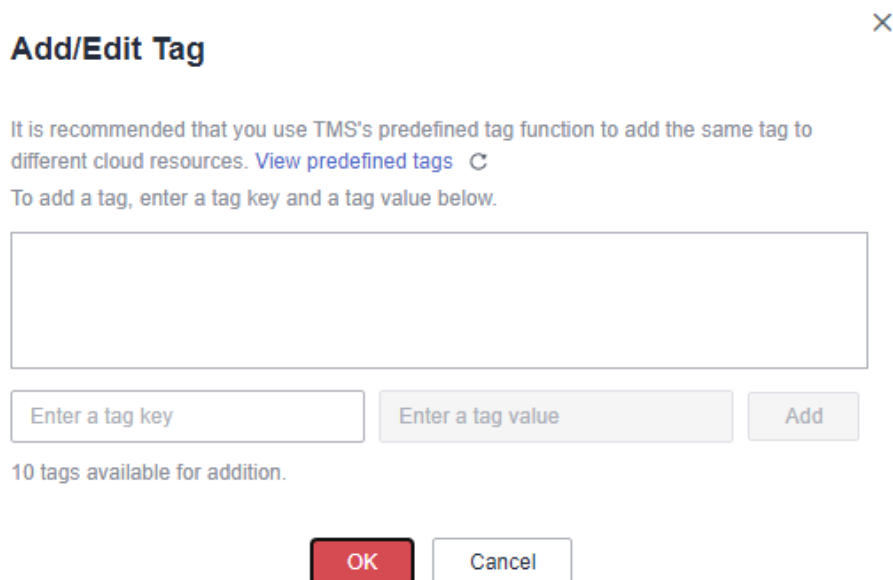 Add/Edit Tag
It is recommended that you use TMS's predefined tag function to add the same tag to
different cloud resources. View predefined tags
To add a tag, enter a tag key and a tag value below.
Enter a tag key Enter a tag value Add
10 tags available for addition.
OK Cancel